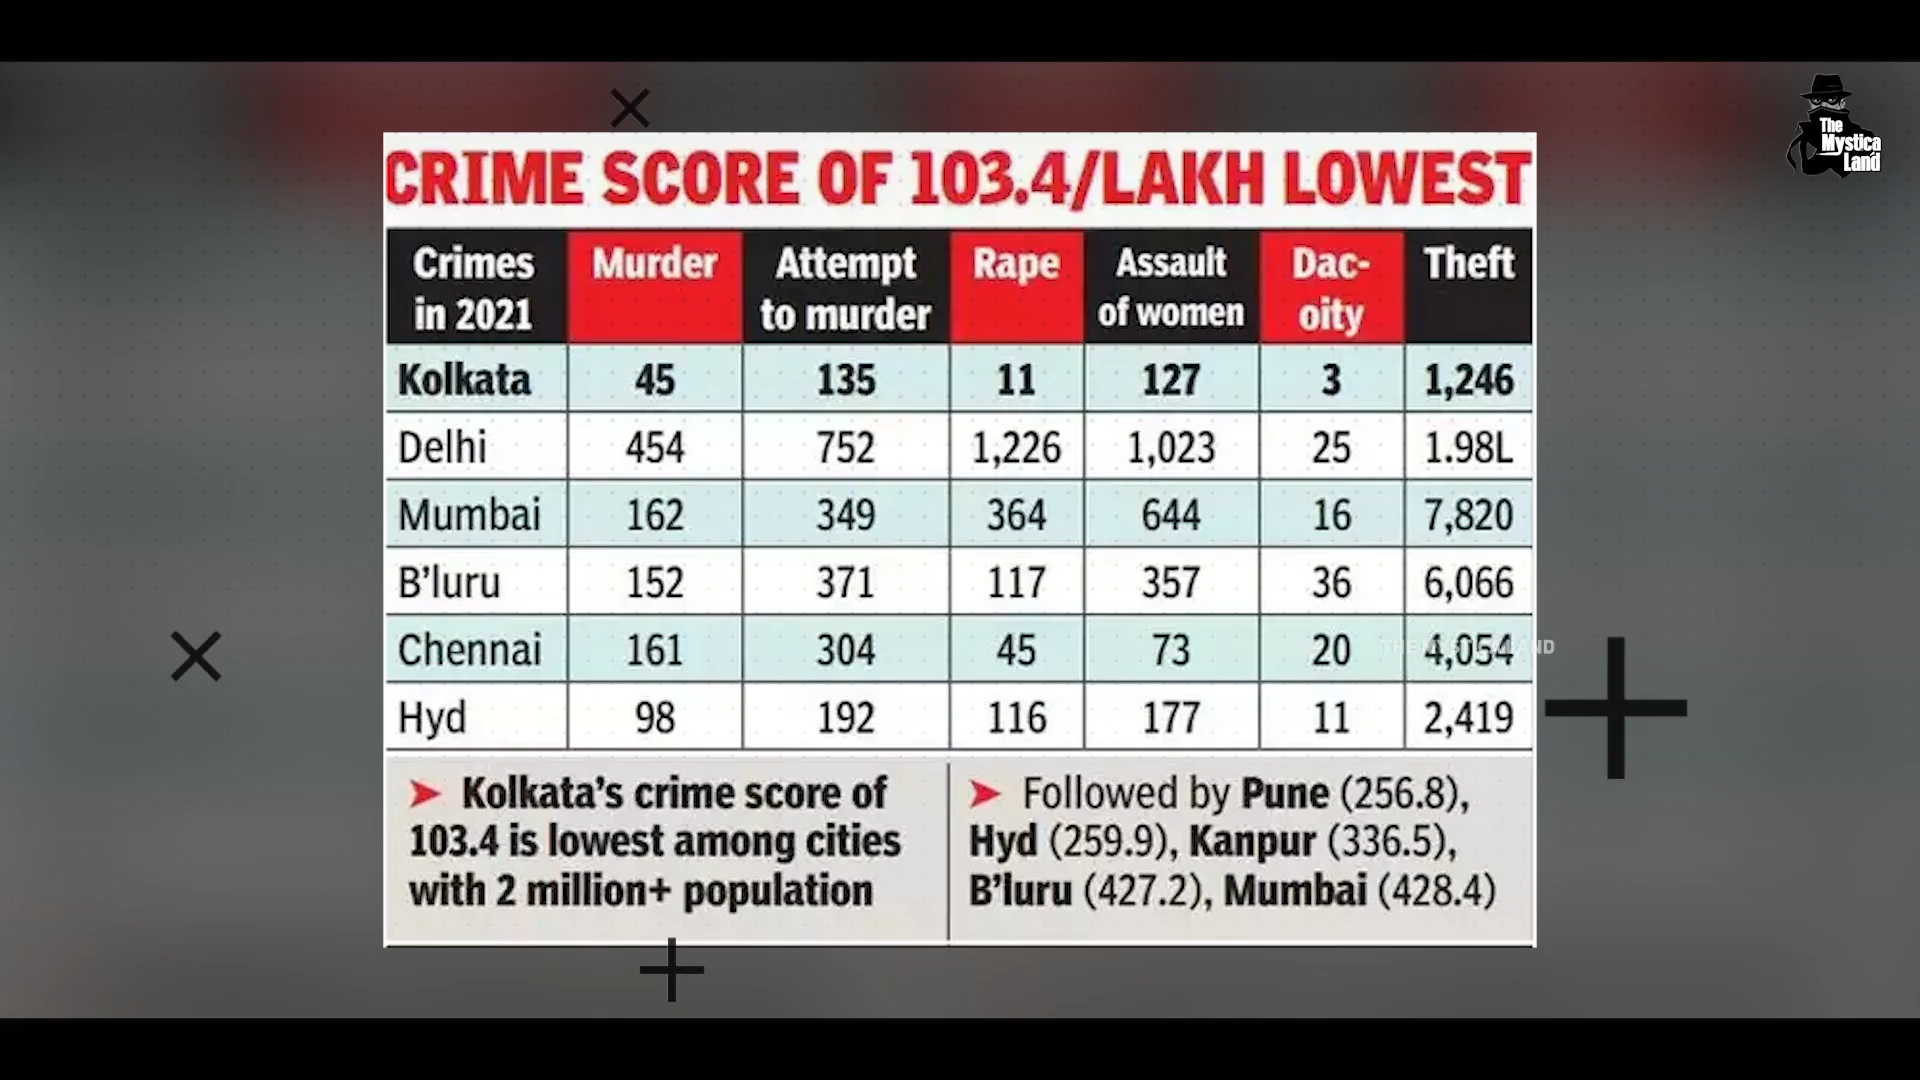 The
Mystica
Land
CRIME SCORE OF 103.4/LAKH LOWEST
Crimes in 2021 Murder Attempt to murder Rape Assault of women Dac-oity Theft
Kolkata 45 135 11 127 3 1,246
Delhi 454 752 1,226 1,023 25 1.98L
Mumbai 162 349 364 644 16 7,820
B'luru 152 371 117 357 36 6,066
Chennai 161 304 45 73 20 4,054
Hyd 98 192 116 177 11 2,419
➤ Kolkata's crime score of
103.4 is lowest among cities
with 2 million+ population
➤ Followed by Pune (256.8),
Hyd (259.9), Kanpur (336.5),
B'luru (427.2), Mumbai (428.4)